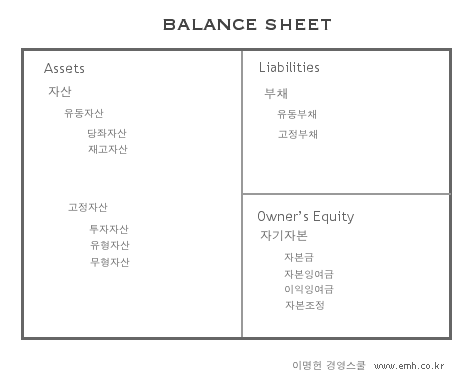 BALANCE SHEET
Assets
자산
유동자산
당좌자산
재고자산
고정자산
투자자산
유형자산
무형자산
Liabilities
부채
유동부채
고정부채
Owner's Equity
자기자본
자본금
자본잉여금
이익잉여금
자본조정
이명헌 경영스쿨 www.emh.co.kr